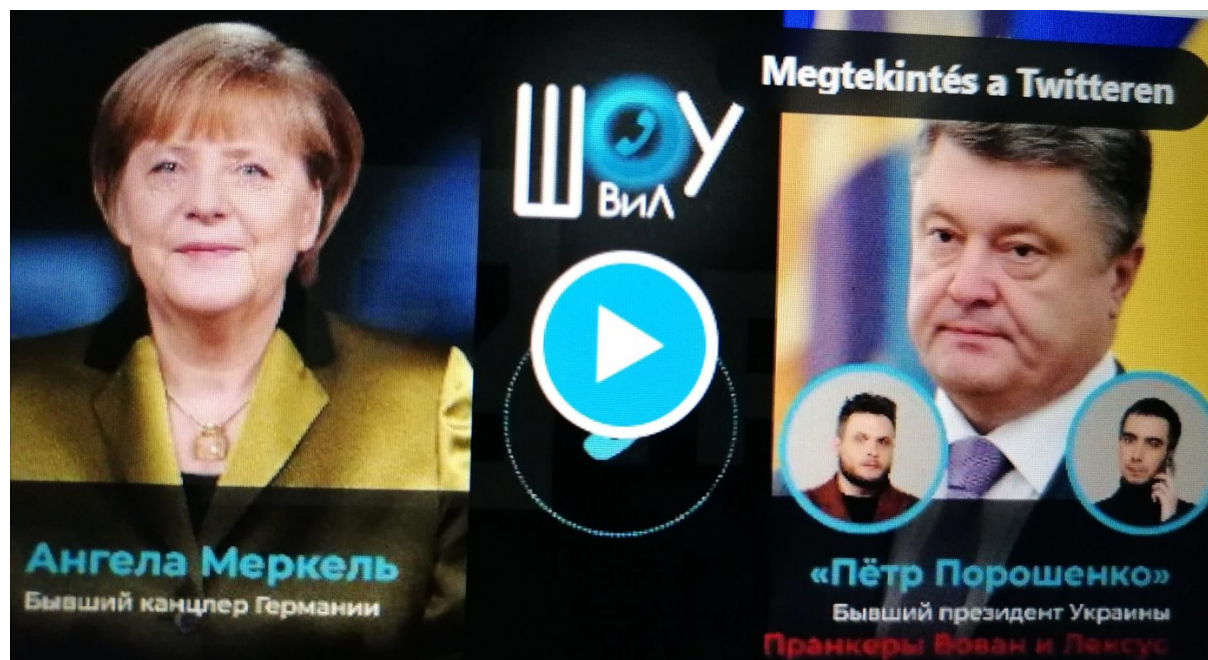 ШОУ
ВиЛ
Megtekintés a Twitteren
Ангела Меркель
Бывший канцлер Германии
«Пётр Порошенко»
Бывший президент Украины
Пранкеры Вован и Лексус